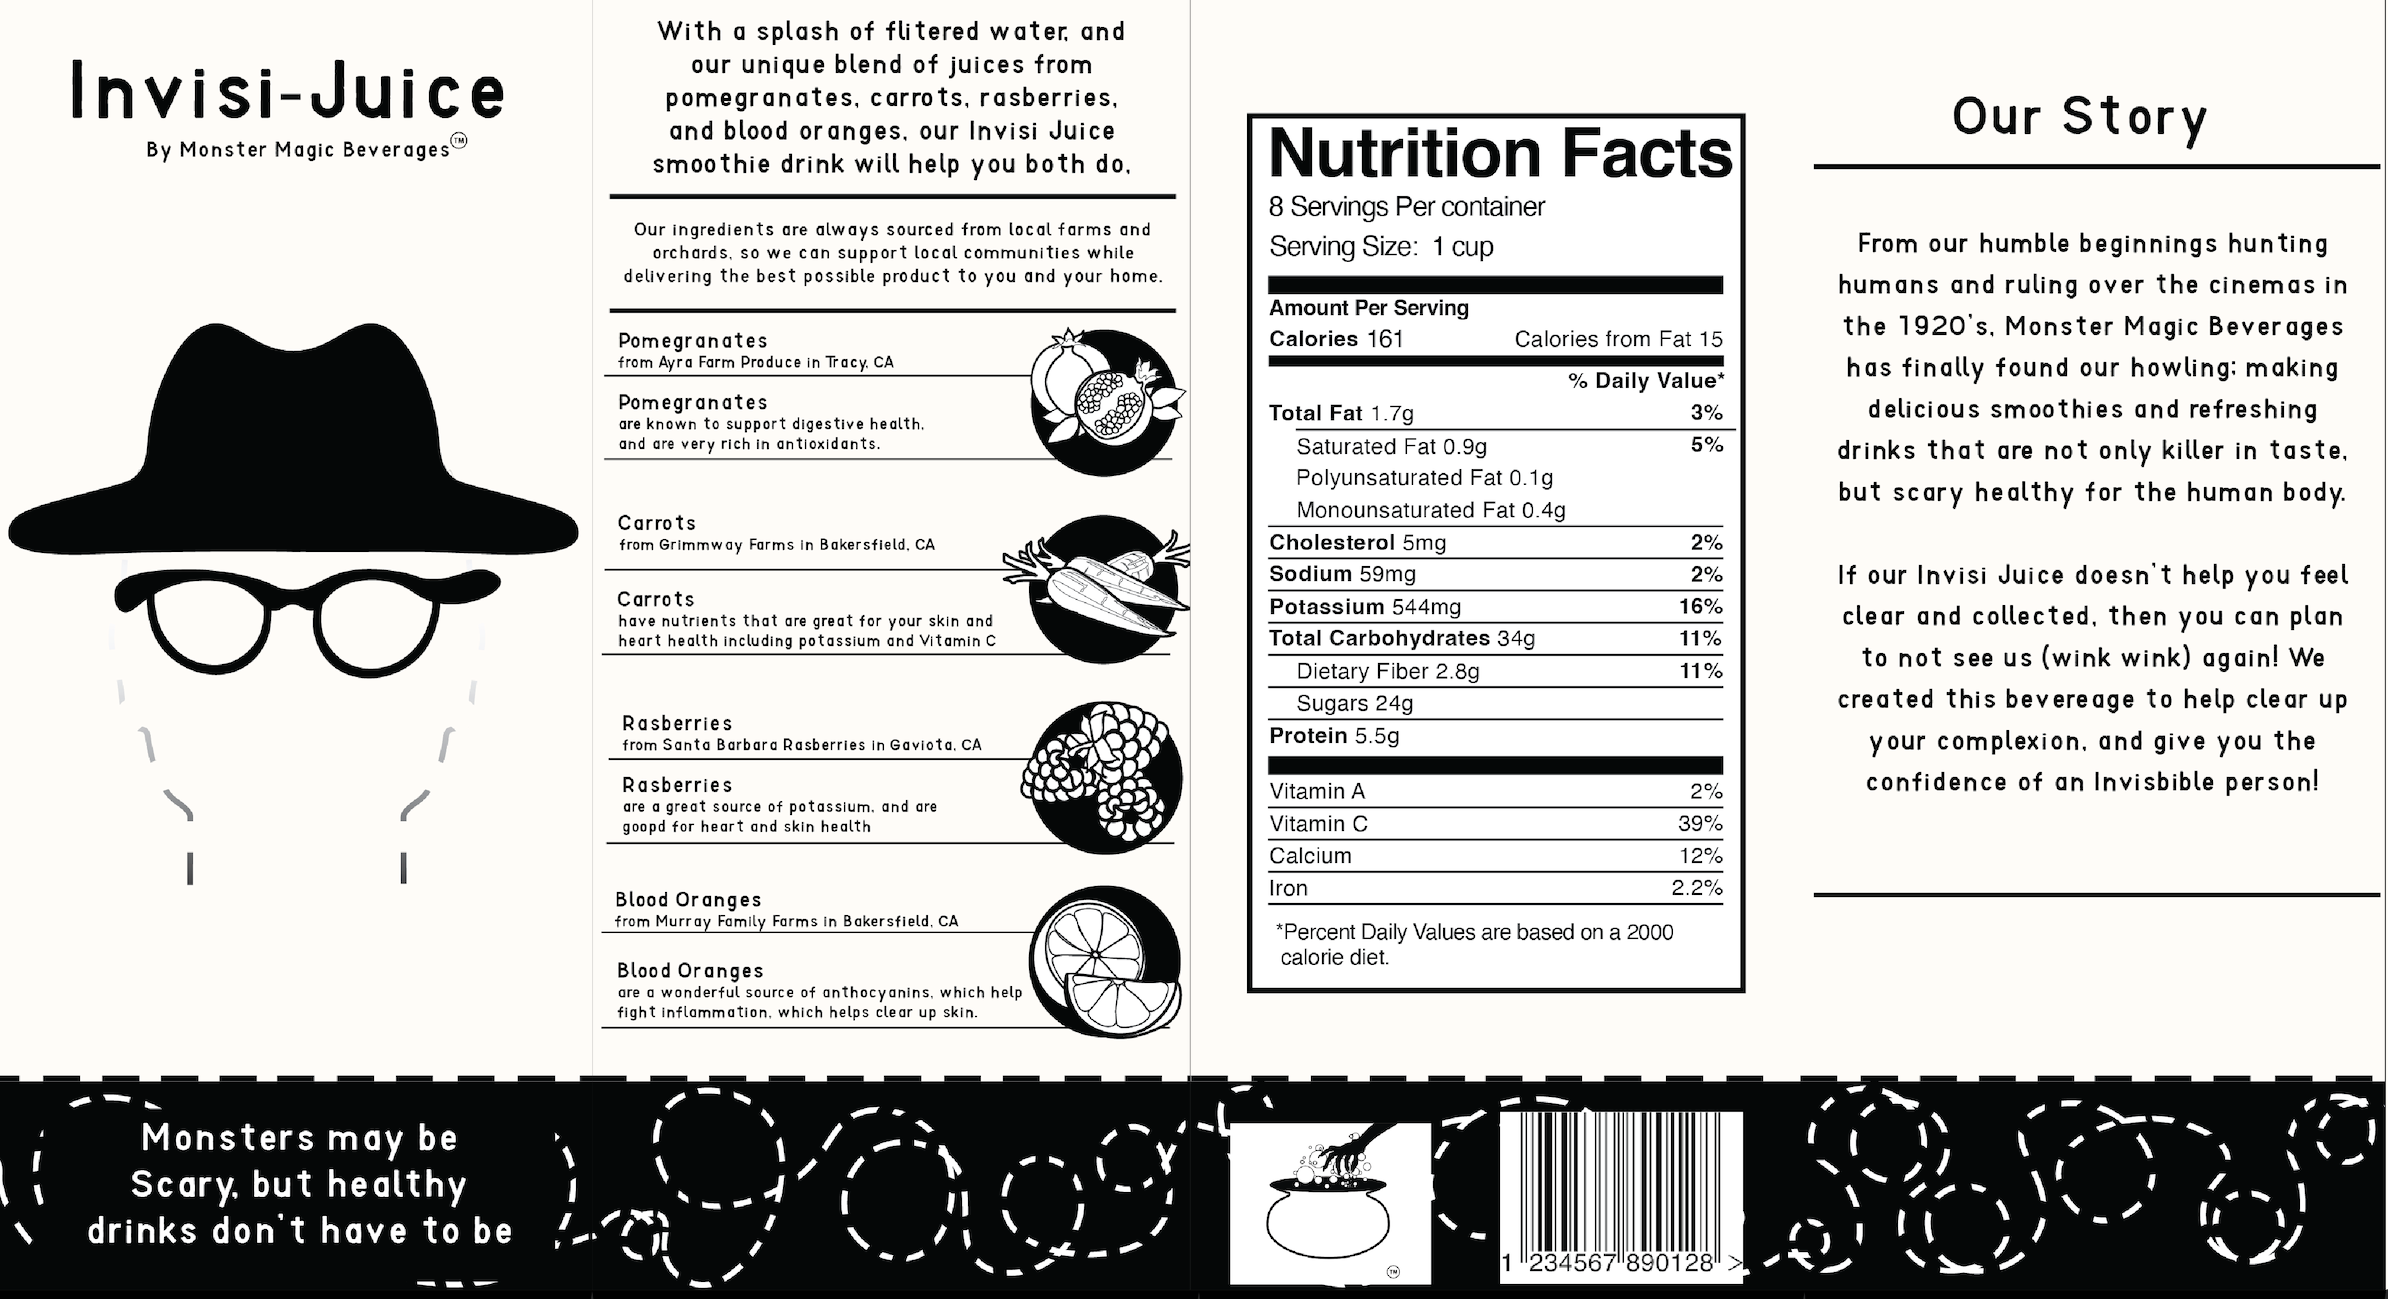 Invisi-Juice
By Monster Magic Beverages™
Monsters may be
Scary, but healthy
drinks don't have to be
With a splash of flitered water, and
our unique blend of juices from
pomegranates, carrots, rasberries,
and blood oranges, our Invisi Juice
smoothie drink will help you both do,
Our ingredients are always sourced from local farms and
orchards, so we can support local communities while
delivering the best possible product to you and your home.
Pomegranates
from Ayra Farm Produce in Tracy, CA
Pomegranates
are known to support digestive health,
and are very rich in antioxidants.
Carrots
from Grimmway Farms in Bakersfield, CA
Carrots
have nutrients that are great for your skin and
heart health including potassium and Vitamin C
Rasberries
from Santa Barbara Rasberries in Gaviota, CA
Rasberries
are a great source of potassium, and are
goopd for heart and skin health
Blood Oranges
from Murray Family Farms in Bakersfield, CA
Blood Oranges
are a wonderful source of anthocyanins, which help
fight inflammation, which helps clear up skin.
Nutrition Facts
8 Servings Per container
Serving Size: 1 cup
Amount Per Serving
Calories 161 Calories from Fat 15
% Daily Value*
Total Fat 1.7g 3%
Saturated Fat 0.9g 5%
Polyunsaturated Fat 0.1g
Monounsaturated Fat 0.4g
Cholesterol 5mg 2%
Sodium 59mg 2%
Potassium 544mg 16%
Total Carbohydrates 34g 11%
Dietary Fiber 2.8g 11%
Sugars 24g
Protein 5.5g
Vitamin A 2%
Vitamin C 39%
Calcium 12%
Iron 2.2%
*Percent Daily Values are based on a 2000
calorie diet.
TM
1 234567 890128 >
Our Story
From our humble beginnings hunting
humans and ruling over the cinemas in
the 1920's, Monster Magic Beverages
has finally found our howling; making
delicious smoothies and refreshing
drinks that are not only killer in taste,
but scary healthy for the human body.
If our Invisi Juice doesn't help you feel
clear and collected, then you can plan
to not see us (wink wink) again! We
created this bevereage to help clear up
your complexion, and give you the
confidence of an Invisbible person!